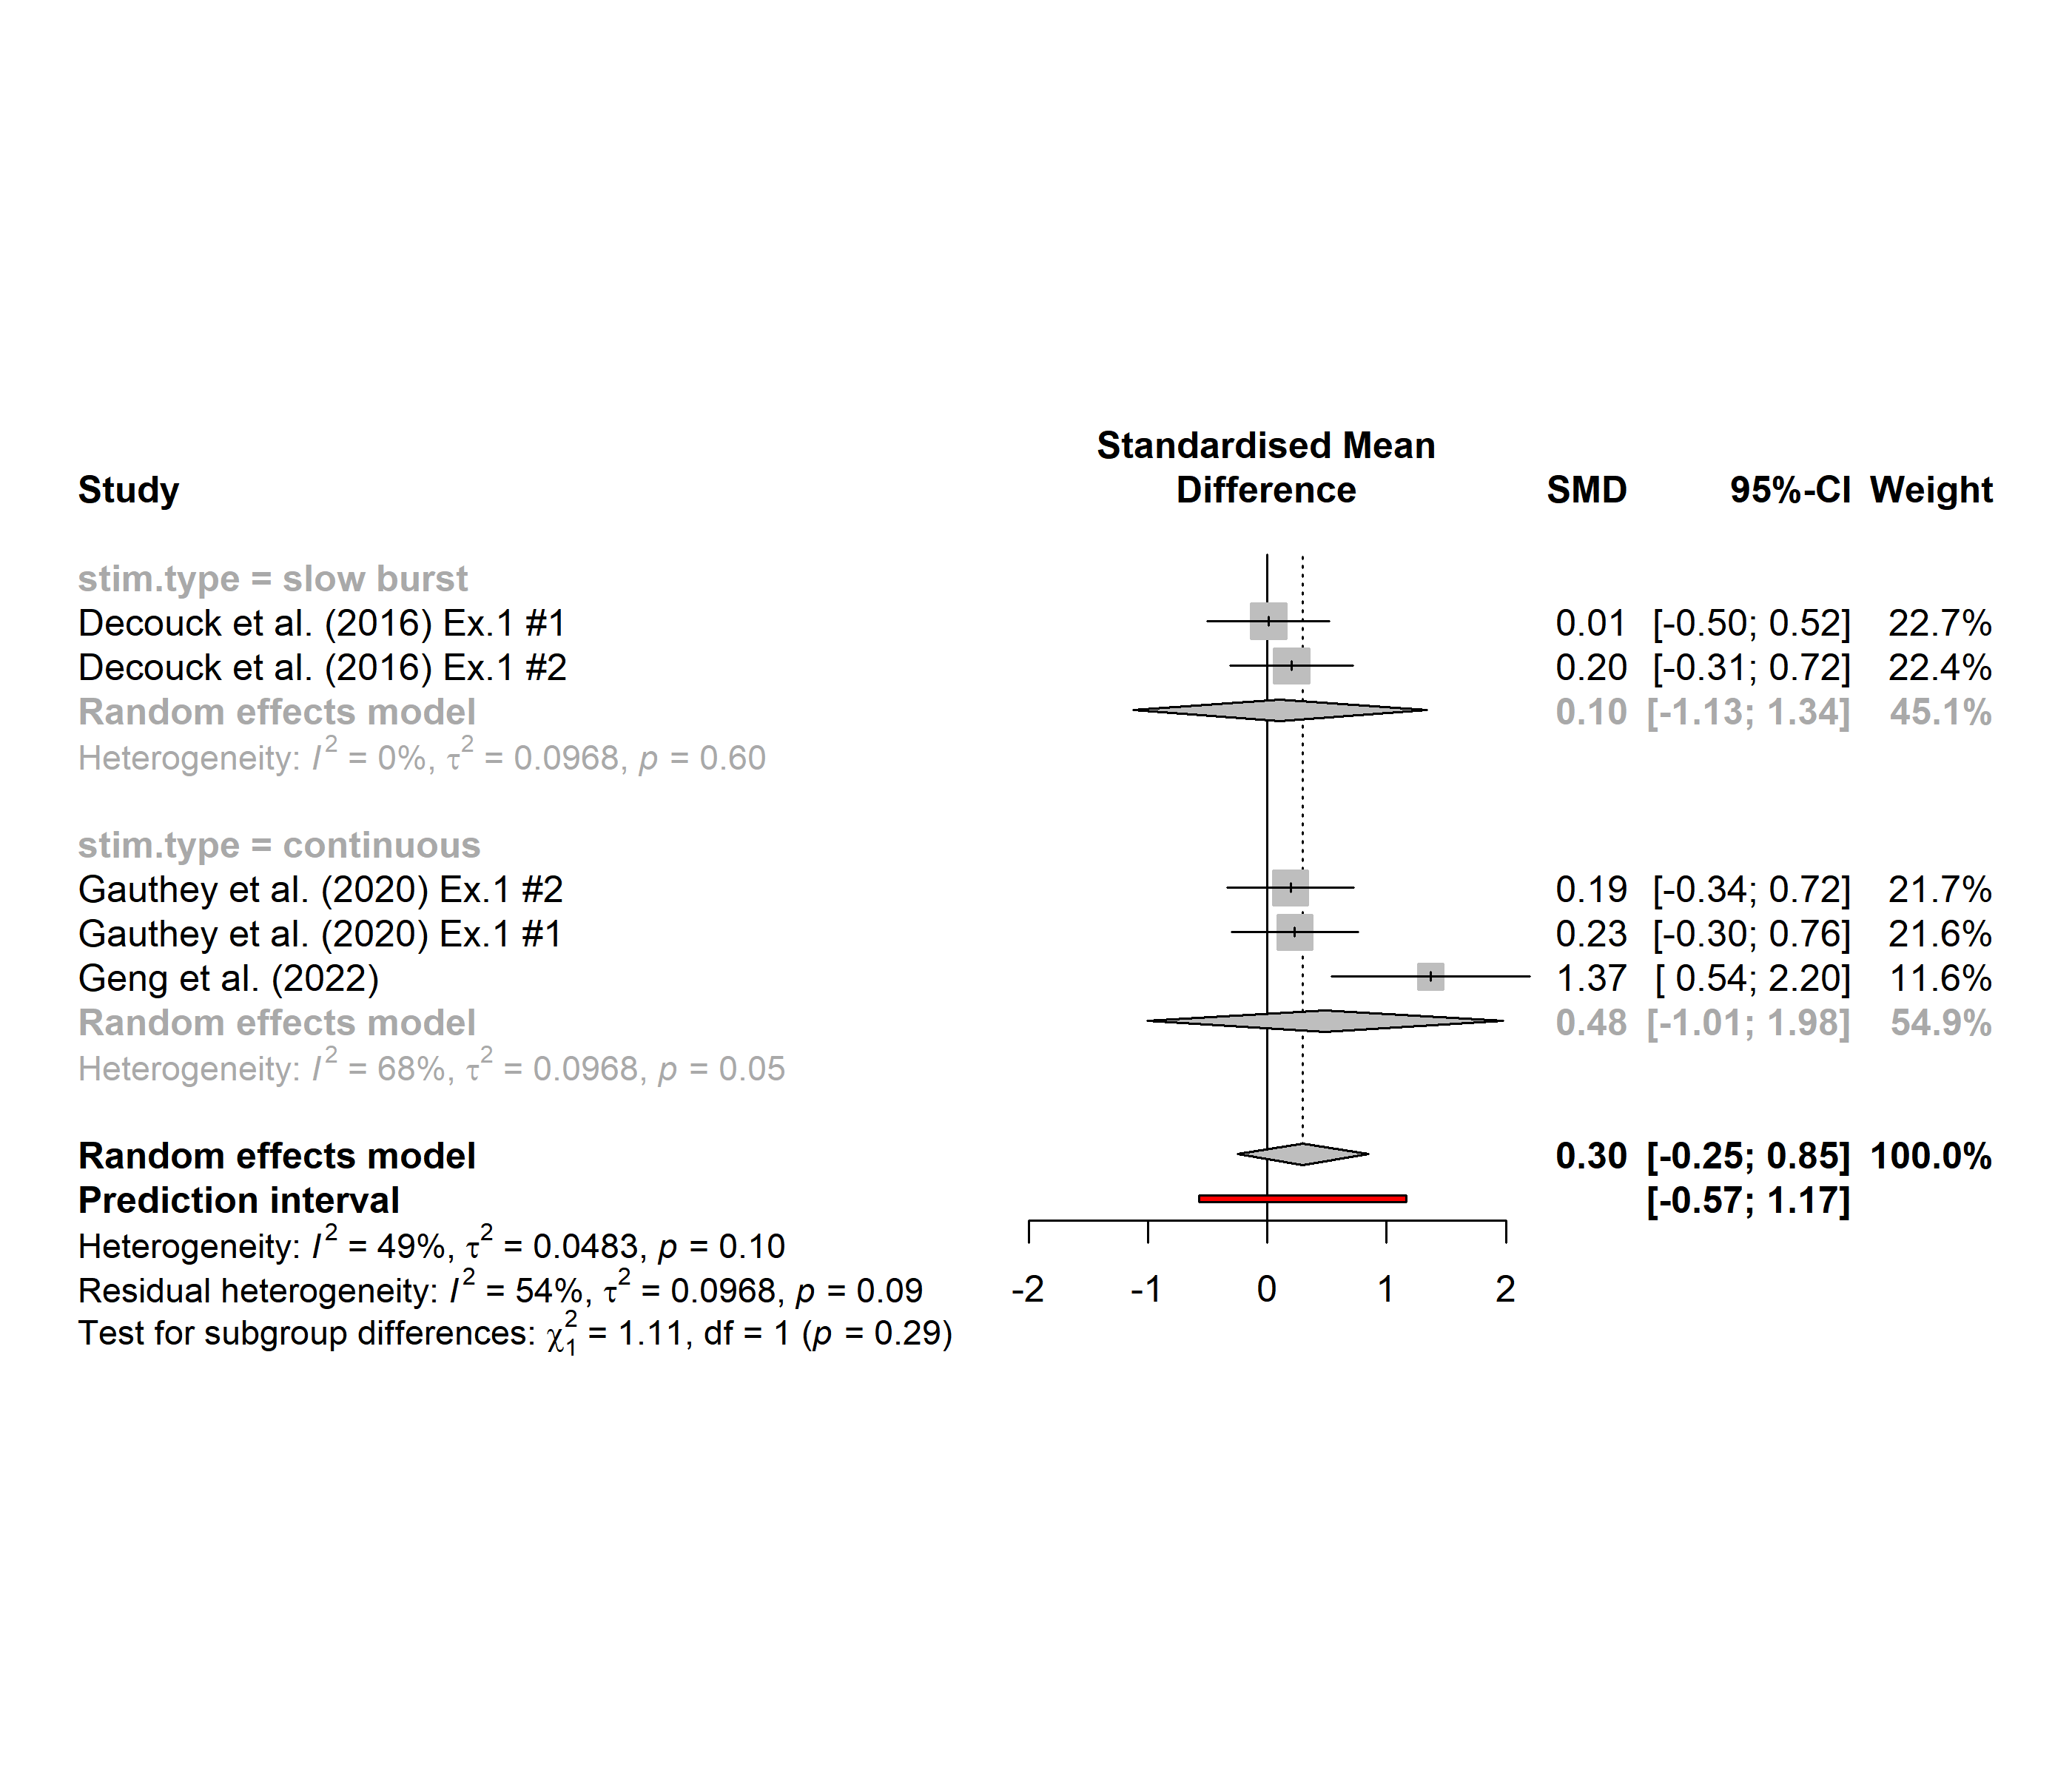 Standardised Mean
Study Difference SMD 95%-CI Weight
stim.type = slow burst
Decouck et al. (2016) Ex.1 #1 0.01 [-0.50; 0.52] 22.7%
Decouck et al. (2016) Ex.1 #2 0.20 [-0.31; 0.72] 22.4%
Random effects model 0.10 [-1.13; 1.34] 45.1%
Heterogeneity: I² = 0%, τ² = 0.0968, p = 0.60
stim.type = continuous
Gauthey et al. (2020) Ex.1 #2 0.19 [-0.34; 0.72] 21.7%
Gauthey et al. (2020) Ex.1 #1 0.23 [-0.30; 0.76] 21.6%
Geng et al. (2022) 1.37 [ 0.54; 2.20] 11.6%
Random effects model 0.48 [-1.01; 1.98] 54.9%
Heterogeneity: I² = 68%, τ² = 0.0968, p = 0.05
Random effects model 0.30 [-0.25; 0.85] 100.0%
Prediction interval [-0.57; 1.17]
Heterogeneity: I² = 49%, τ² = 0.0483, p = 0.10
Residual heterogeneity: I² = 54%, τ² = 0.0968, p = 0.09
-2 -1 0 1 2
Test for subgroup differences: χ₁² = 1.11, df = 1 (p = 0.29)